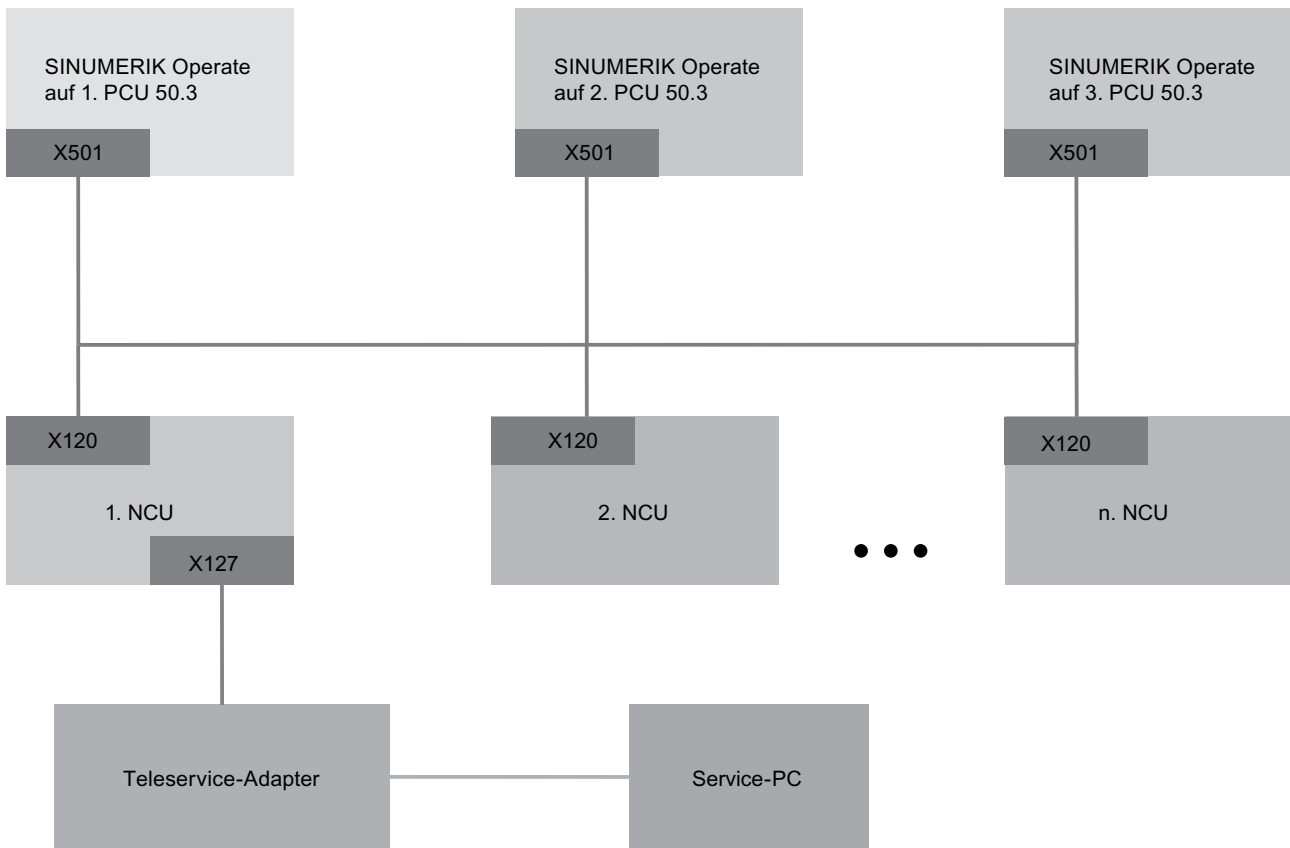 SINUMERIK Operate
auf 1. PCU 50.3
X501
SINUMERIK Operate
auf 2. PCU 50.3
X501
SINUMERIK Operate
auf 3. PCU 50.3
X501
X120
1. NCU
X127
X120
2. NCU
X120
n. NCU
Teleservice-Adapter
Service-PC